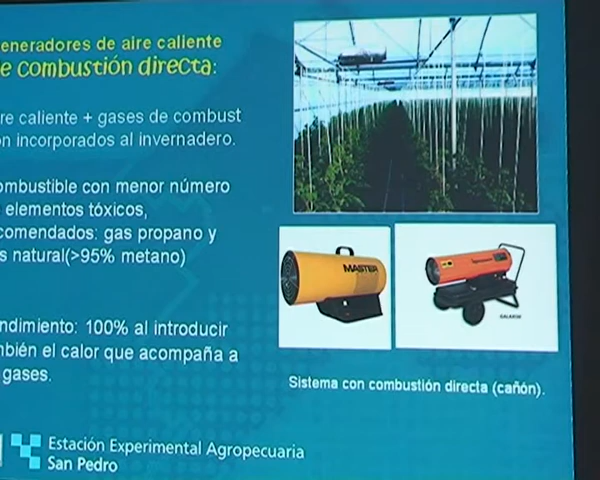 eneradores de aire caliente
e combustión directa:
re caliente + gases de combust
n incorporados al invernadero.
ombustible con menor número
elementos tóxicos,
comendados: gas propano y
s natural(>95% metano)
ndimiento: 100% al introducir
mbién el calor que acompaña a
gases.
MASTER
Sistema con combustión directa (cañón).
Estación Experimental Agropecuaria
San Pedro